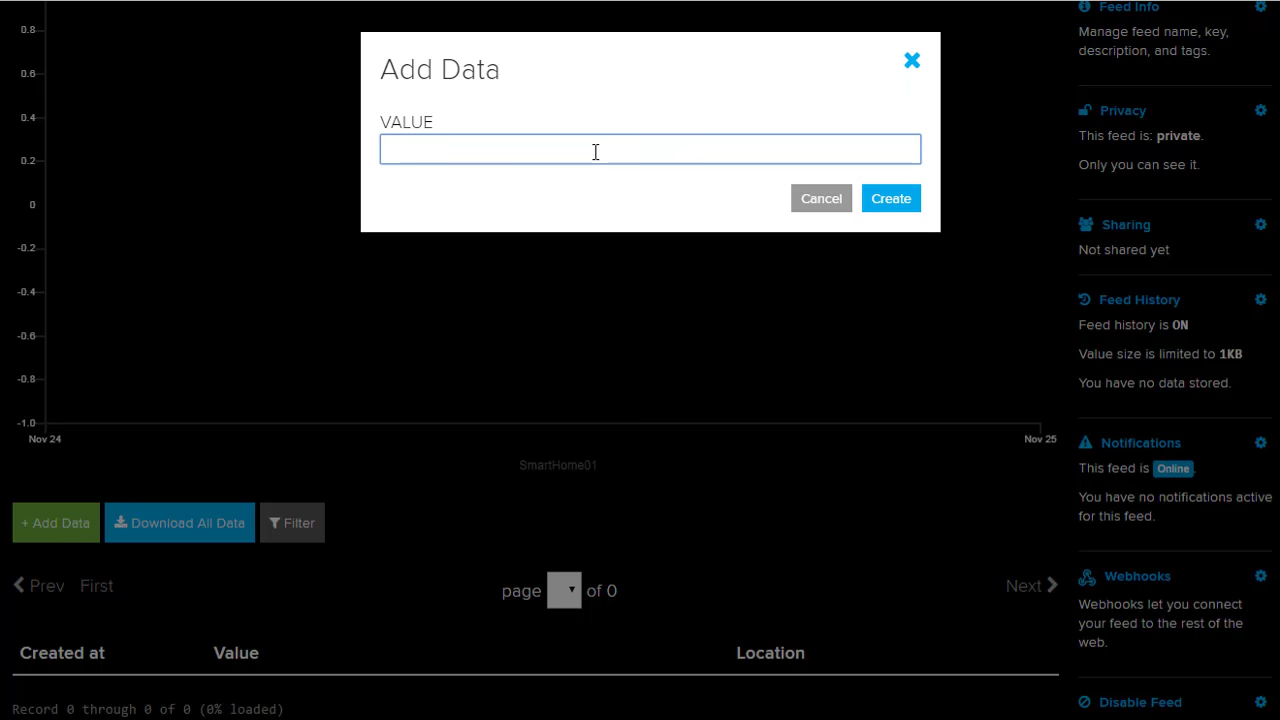 Add Data
VALUE
Cancel
Create
0.8
0.6
0.4
0.2
0
-0.2
-0.4
-0.6
-0.8
-1.0
Nov 24
Nov 25
SmartHome01
+ Add Data
Download All Data
Filter
Prev
First
page
of 0
Next
Created at
Value
Location
Record 0 through 0 of 0 (0% loaded)
Feed Info
Manage feed name, key,
description, and tags.
Privacy
This feed is: private.
Only you can see it.
Sharing
Not shared yet
Feed History
Feed history is ON
Value size is limited to 1KB
You have no data stored.
Notifications
This feed is Online.
You have no notifications active
for this feed.
Webhooks
Webhooks let you connect
your feed to the rest of the
web.
Disable Feed